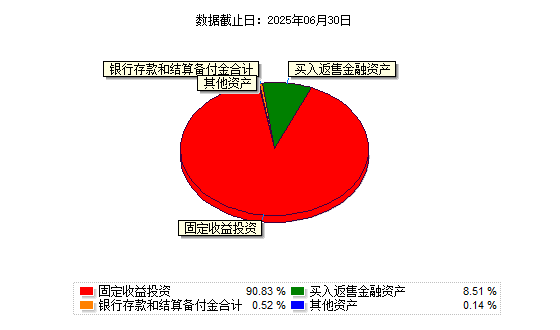 数据截止日：2025年06月30日
银行存款和结算备付金合计
买入返售金融资产
其他资产
固定收益投资
固定收益投资 90.83 % 买入返售金融资产 8.51 %
银行存款和结算备付金合计 0.52 % 其他资产 0.14 %